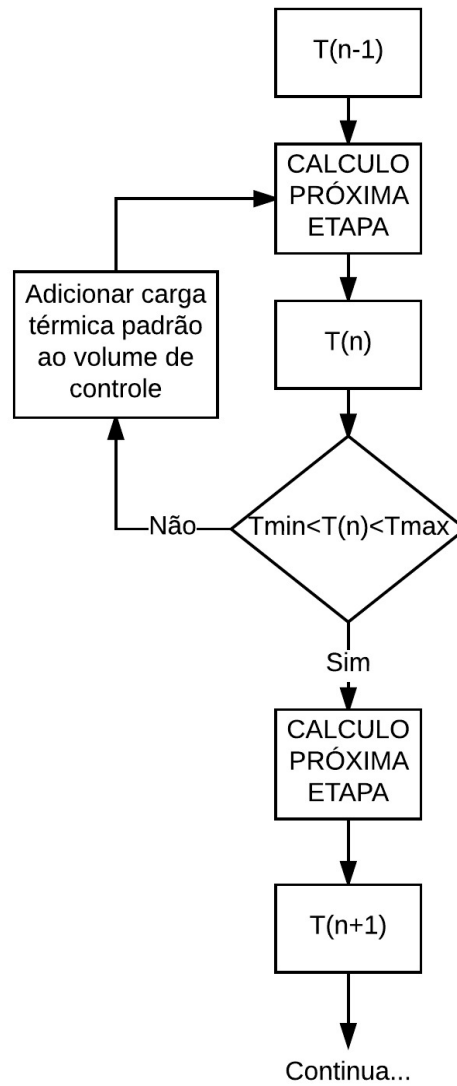 T(n-1)
CALCULO
PRÓXIMA
ETAPA
Adicionar carga
térmica padrão
ao volume de
controle
T(n)
Tmin<T(n)<Tmax
Não
Sim
CALCULO
PRÓXIMA
ETAPA
T(n+1)
Continua...